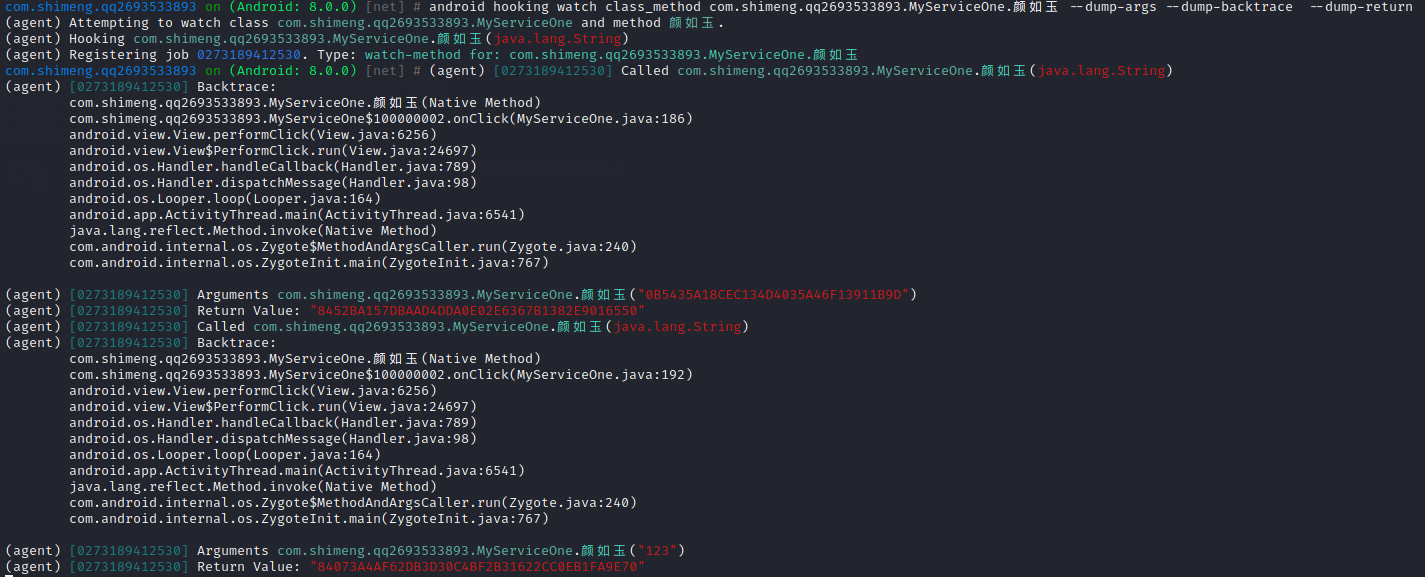 com.shimeng.qq2693533893 on (Android: 8.0.0) [net] # android hooking watch class_method com.shimeng.qq2693533893.MyServiceOne.颜如玉 --dump-args --dump-backtrace --dump-return
(agent) Attempting to watch class com.shimeng.qq2693533893.MyServiceOne and method 颜如玉.
(agent) Hooking com.shimeng.qq2693533893.MyServiceOne.颜如玉(java.lang.String)
(agent) Registering job 0273189412530. Type: watch-method for: com.shimeng.qq2693533893.MyServiceOne.颜如玉
com.shimeng.qq2693533893 on (Android: 8.0.0) [net] # (agent) [0273189412530] Called com.shimeng.qq2693533893.MyServiceOne.颜如玉(java.lang.String)
(agent) [0273189412530] Backtrace:
com.shimeng.qq2693533893.MyServiceOne.颜如玉(Native Method)
com.shimeng.qq2693533893.MyServiceOne$100000002.onClick(MyServiceOne.java:186)
android.view.View.performClick(View.java:6256)
android.view.View$PerformClick.run(View.java:24697)
android.os.Handler.handleCallback(Handler.java:789)
android.os.Handler.dispatchMessage(Handler.java:98)
android.os.Looper.loop(Looper.java:164)
android.app.ActivityThread.main(ActivityThread.java:6541)
java.lang.reflect.Method.invoke(Native Method)
com.android.internal.os.Zygote$MethodAndArgsCaller.run(Zygote.java:240)
com.android.internal.os.ZygoteInit.main(ZygoteInit.java:767)
(agent) [0273189412530] Arguments com.shimeng.qq2693533893.MyServiceOne.颜如玉("0B5435A18CEC134D4035A46F13911B9D")
(agent) [0273189412530] Return Value: "8452BA157DBAAD4DDA0E02E6367B1382E9016550"
(agent) [0273189412530] Called com.shimeng.qq2693533893.MyServiceOne.颜如玉(java.lang.String)
(agent) [0273189412530] Backtrace:
com.shimeng.qq2693533893.MyServiceOne.颜如玉(Native Method)
com.shimeng.qq2693533893.MyServiceOne$100000002.onClick(MyServiceOne.java:192)
android.view.View.performClick(View.java:6256)
android.view.View$PerformClick.run(View.java:24697)
android.os.Handler.handleCallback(Handler.java:789)
android.os.Handler.dispatchMessage(Handler.java:98)
android.os.Looper.loop(Looper.java:164)
android.app.ActivityThread.main(ActivityThread.java:6541)
java.lang.reflect.Method.invoke(Native Method)
com.android.internal.os.Zygote$MethodAndArgsCaller.run(Zygote.java:240)
com.android.internal.os.ZygoteInit.main(ZygoteInit.java:767)
(agent) [0273189412530] Arguments com.shimeng.qq2693533893.MyServiceOne.颜如玉("123")
(agent) [0273189412530] Return Value: "84073A4AF62DB3D30C4BF2B31622CC0EB1FA9E70"